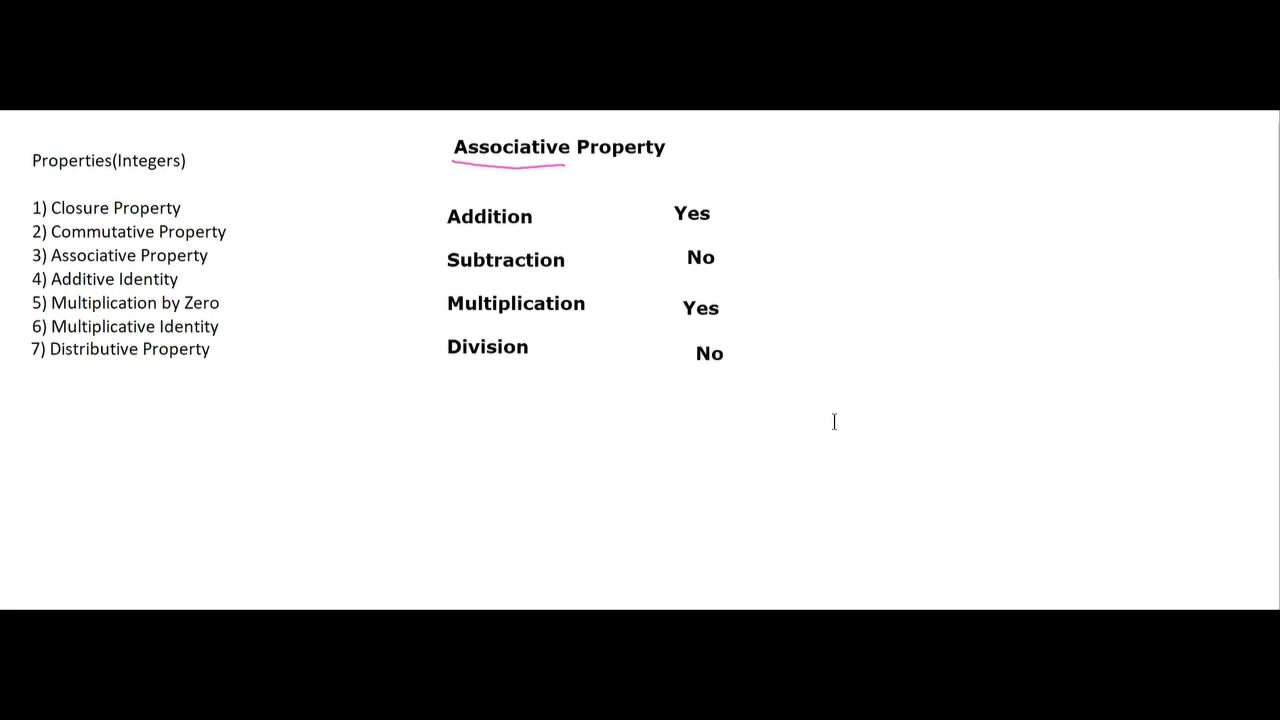 Properties(Integers)
1) Closure Property
2) Commutative Property
3) Associative Property
4) Additive Identity
5) Multiplication by Zero
6) Multiplicative Identity
7) Distributive Property
Associative Property
Addition Yes
Subtraction No
Multiplication Yes
Division No